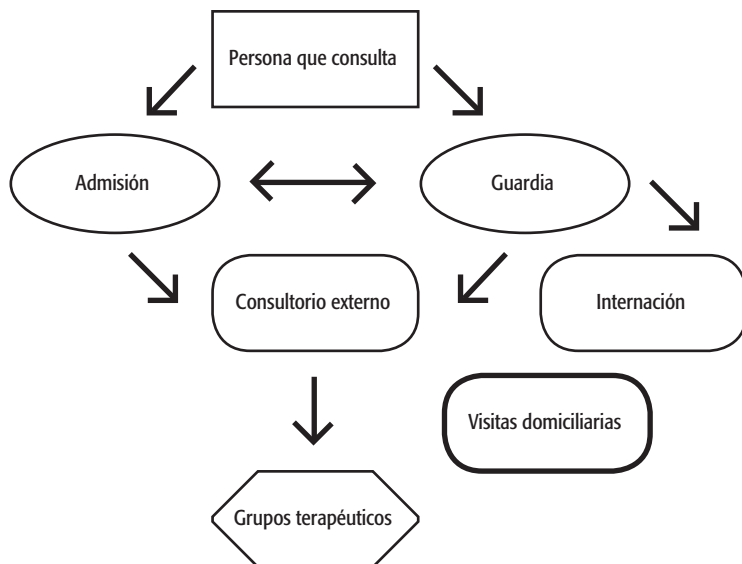 Persona que consulta
Admisión
Guardia
Consultorio externo
Internación
Visitas domiciliarias
Grupos terapéuticos